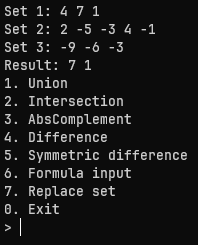 Set 1: 4 7 1
Set 2: 2 -5 -3 4 -1
Set 3: -9 -6 -3
Result: 7 1
1. Union
2. Intersection
3. AbsComplement
4. Difference
5. Symmetric difference
6. Formula input
7. Replace set
0. Exit
>